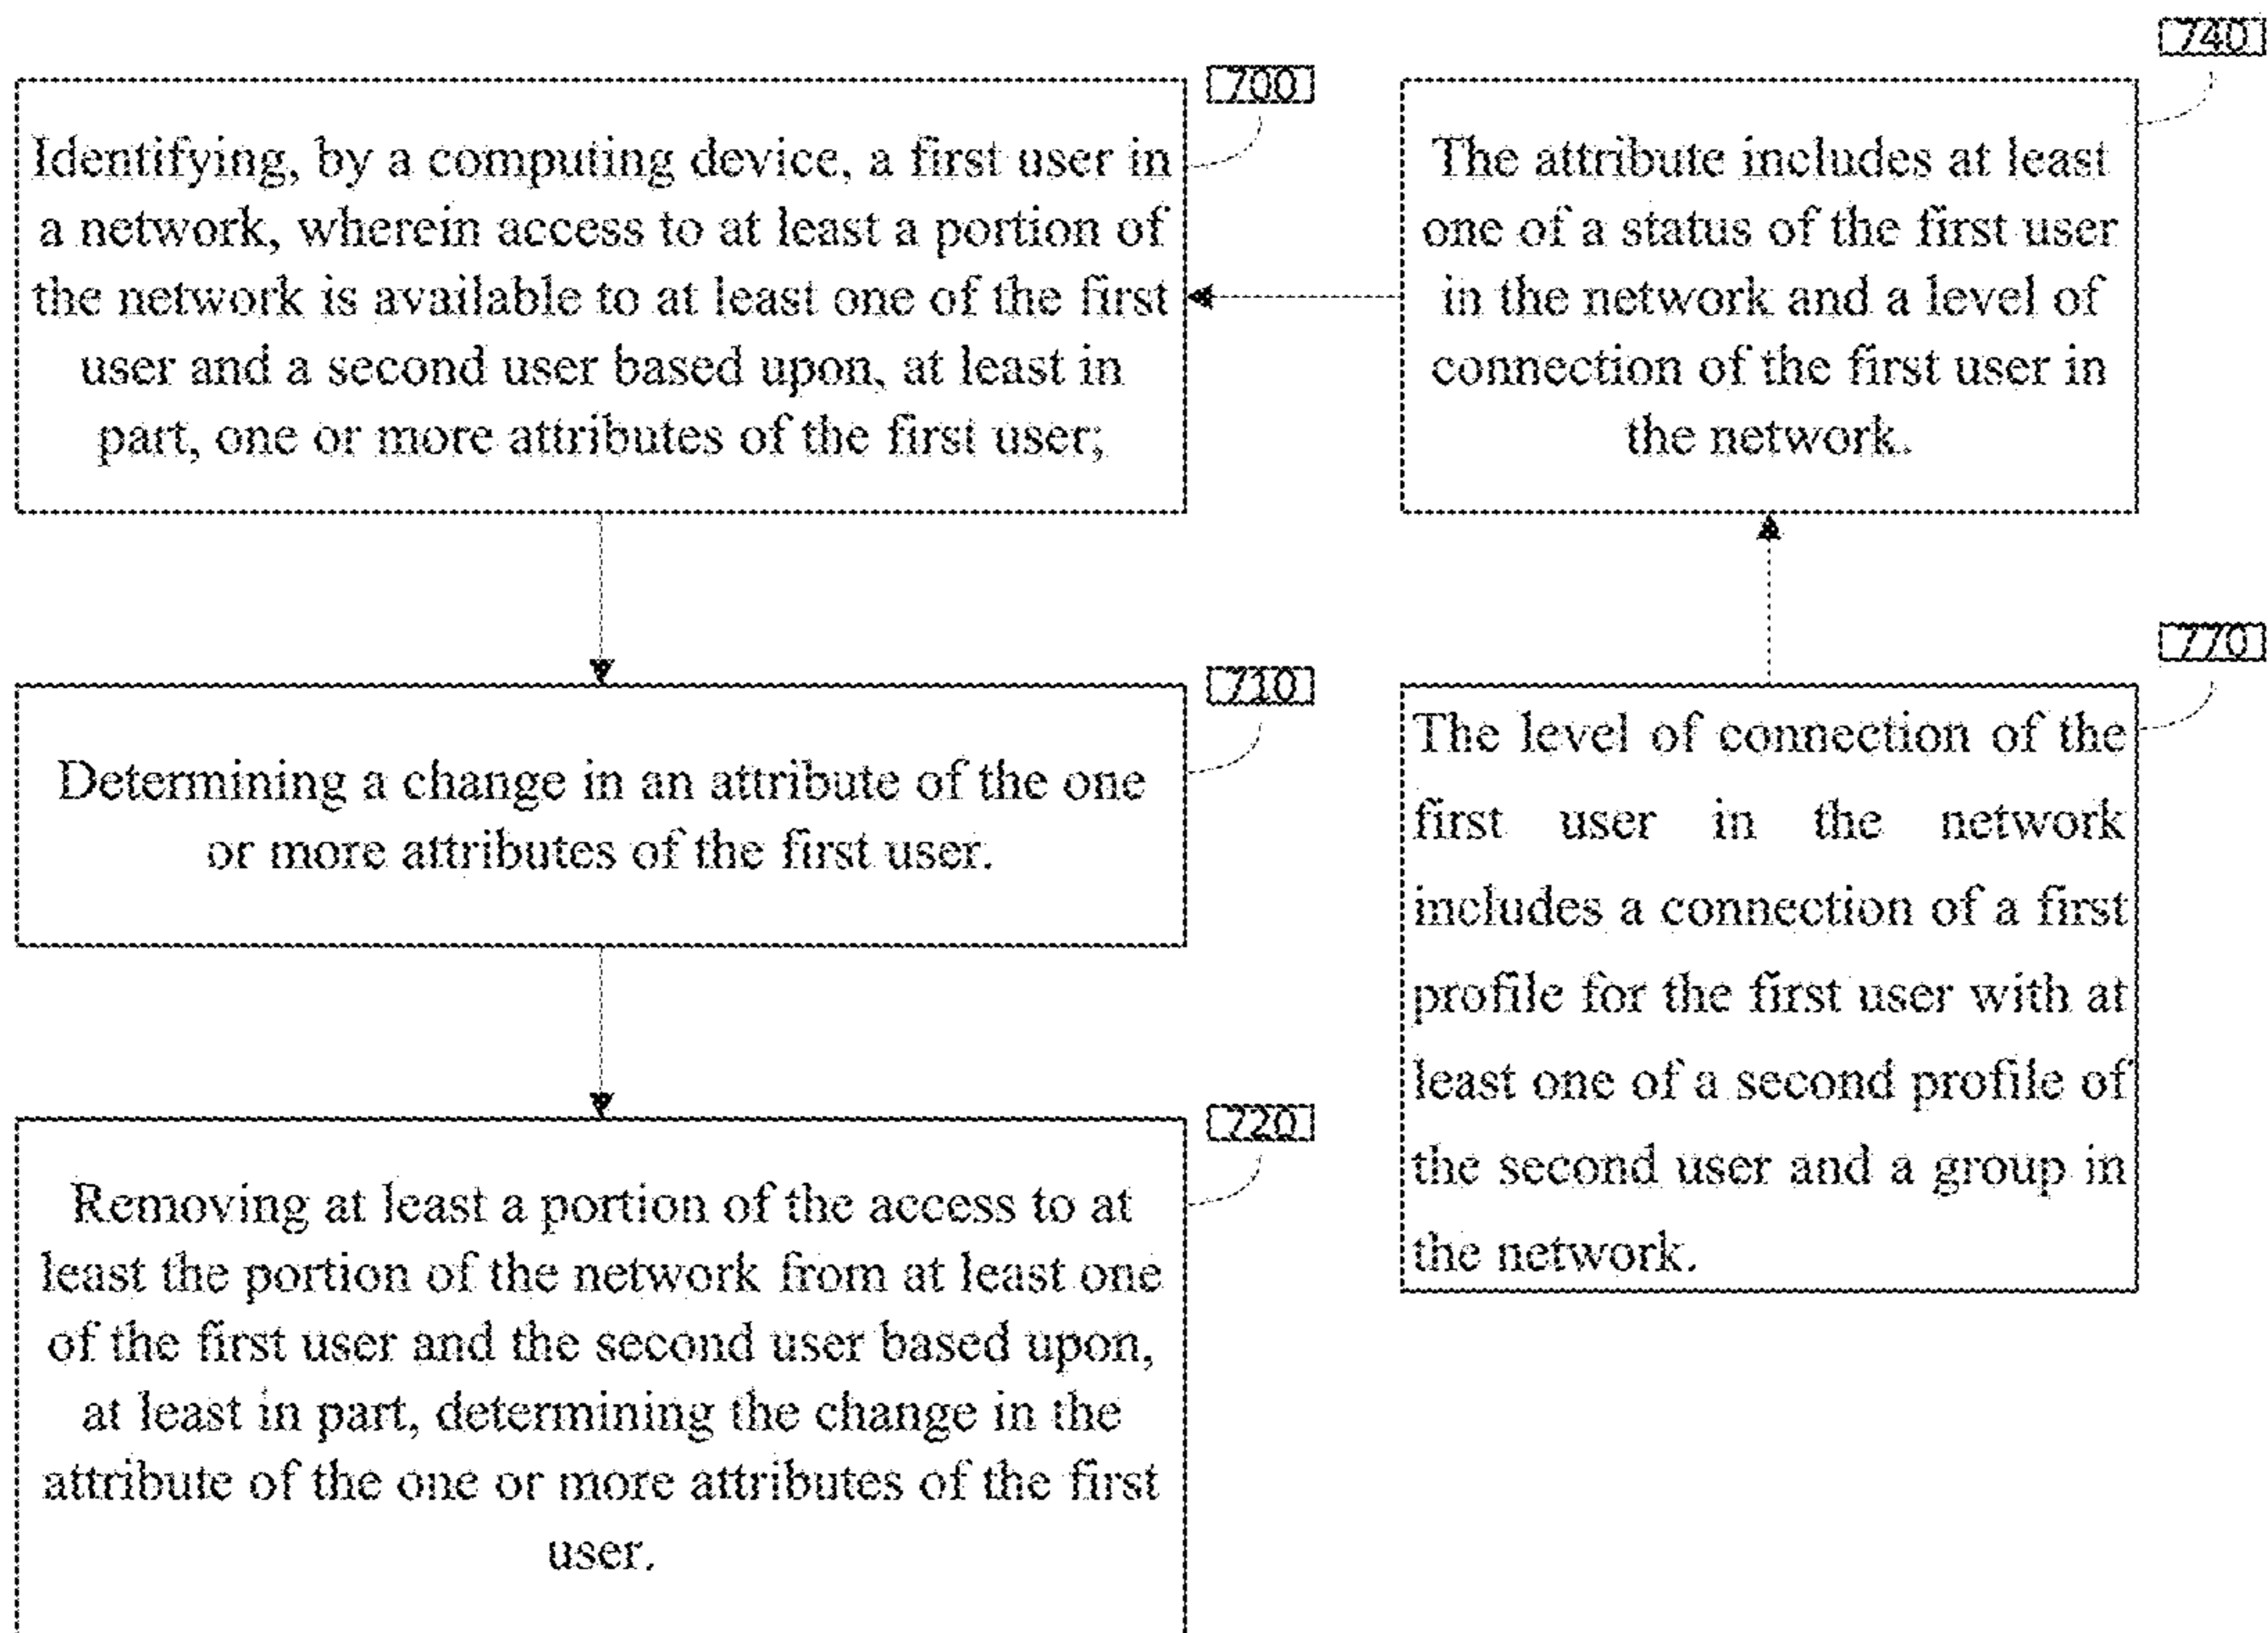 700
Identifying, by a computing device, a first user in
a network, wherein access to at least a portion of
the network is available to at least one of the first
user and a second user based upon, at least in
part, one or more attributes of the first user;
710
Determining a change in an attribute of the one
or more attributes of the first user.
720
Removing at least a portion of the access to at
least the portion of the network from at least one
of the first user and the second user based upon,
at least in part, determining the change in the
attribute of the one or more attributes of the first
user.
740
The attribute includes at least
one of a status of the first user
in the network and a level of
connection of the first user in
the network.
770
The level of connection of the
first user in the network
includes a connection of a first
profile for the first user with at
least one of a second profile of
the second user and a group in
the network.